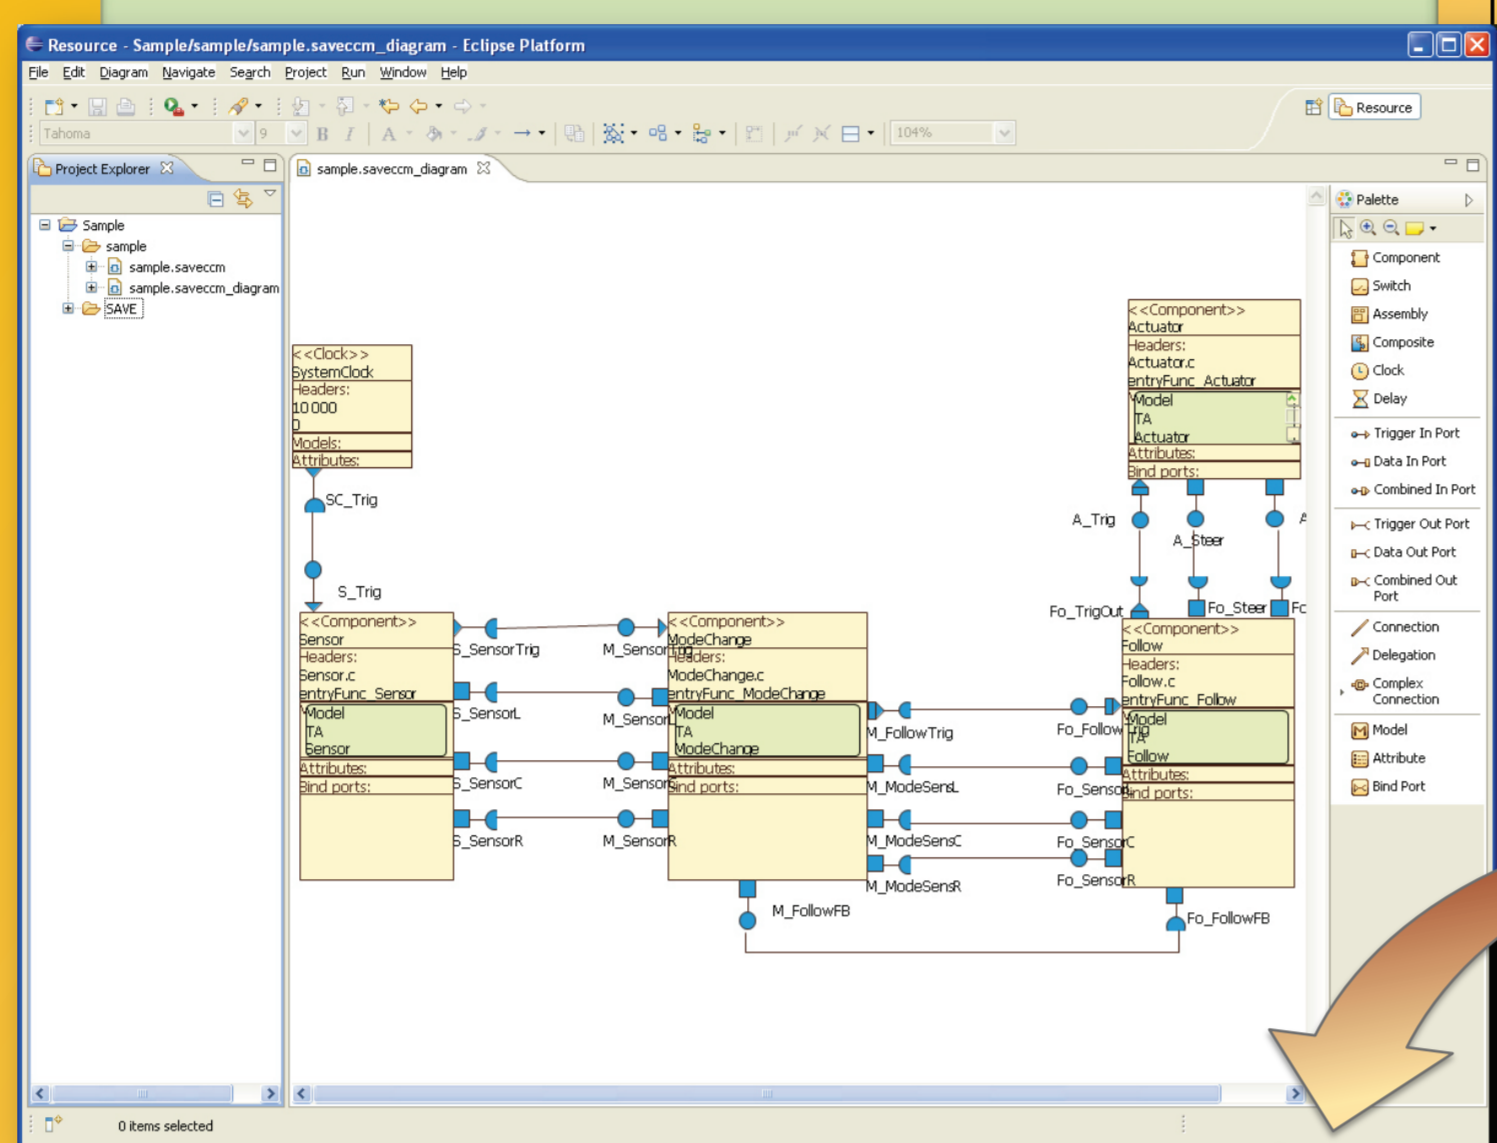 Resource - Sample/sample/sample.saveccm_diagram - Eclipse Platform
File Edit Diagram Navigate Search Project Run Window Help
Resource
Tahoma 9 B I A 104%
Project Explorer
sample.saveccm_diagram
Sample
sample
sample.saveccm
sample.saveccm_diagram
SAVE
<<Clock>>
SystemClock
Headers:
10 000
0
Models:
Attributes:
SC_Trig
S_Trig
<<Component>>
Sensor
Headers:
Sensor.c
entryFunc_Sensor
Model
TA
Sensor
Attributes:
Bind ports:
S_SensorTrig
S_SensorL
S_SensorC
S_SensorR
M_SensorTrig
M_SensorL
M_SensorC
M_SensorR
<<Component>>
ModeChange
Headers:
ModeChange.c
entryFunc_ModeChange
Model
TA
ModeChange
Attributes:
Bind ports:
M_FollowTrig
M_ModeSensL
M_ModeSensC
M_ModeSensR
M_FollowFB
<<Component>>
Actuator
Headers:
Actuator.c
entryFunc_Actuator
Model
TA
Actuator
Attributes:
Bind ports:
A_Trig
A_Steer
A
Fo_TrigOut
Fo_Steer
Fo
<<Component>>
Follow
Headers:
Follow.c
entryFunc_Follow
Model
TA
Follow
Attributes:
Bind ports:
Fo_FollowTrig
Fo_SensorC
Fo_SensorR
Fo_FollowFB
Palette
Component
Switch
Assembly
Composite
Clock
Delay
Trigger In Port
Data In Port
Combined In Port
Trigger Out Port
Data Out Port
Combined Out
Port
Connection
Delegation
Complex
Connection
Model
Attribute
Bind Port
0 items selected